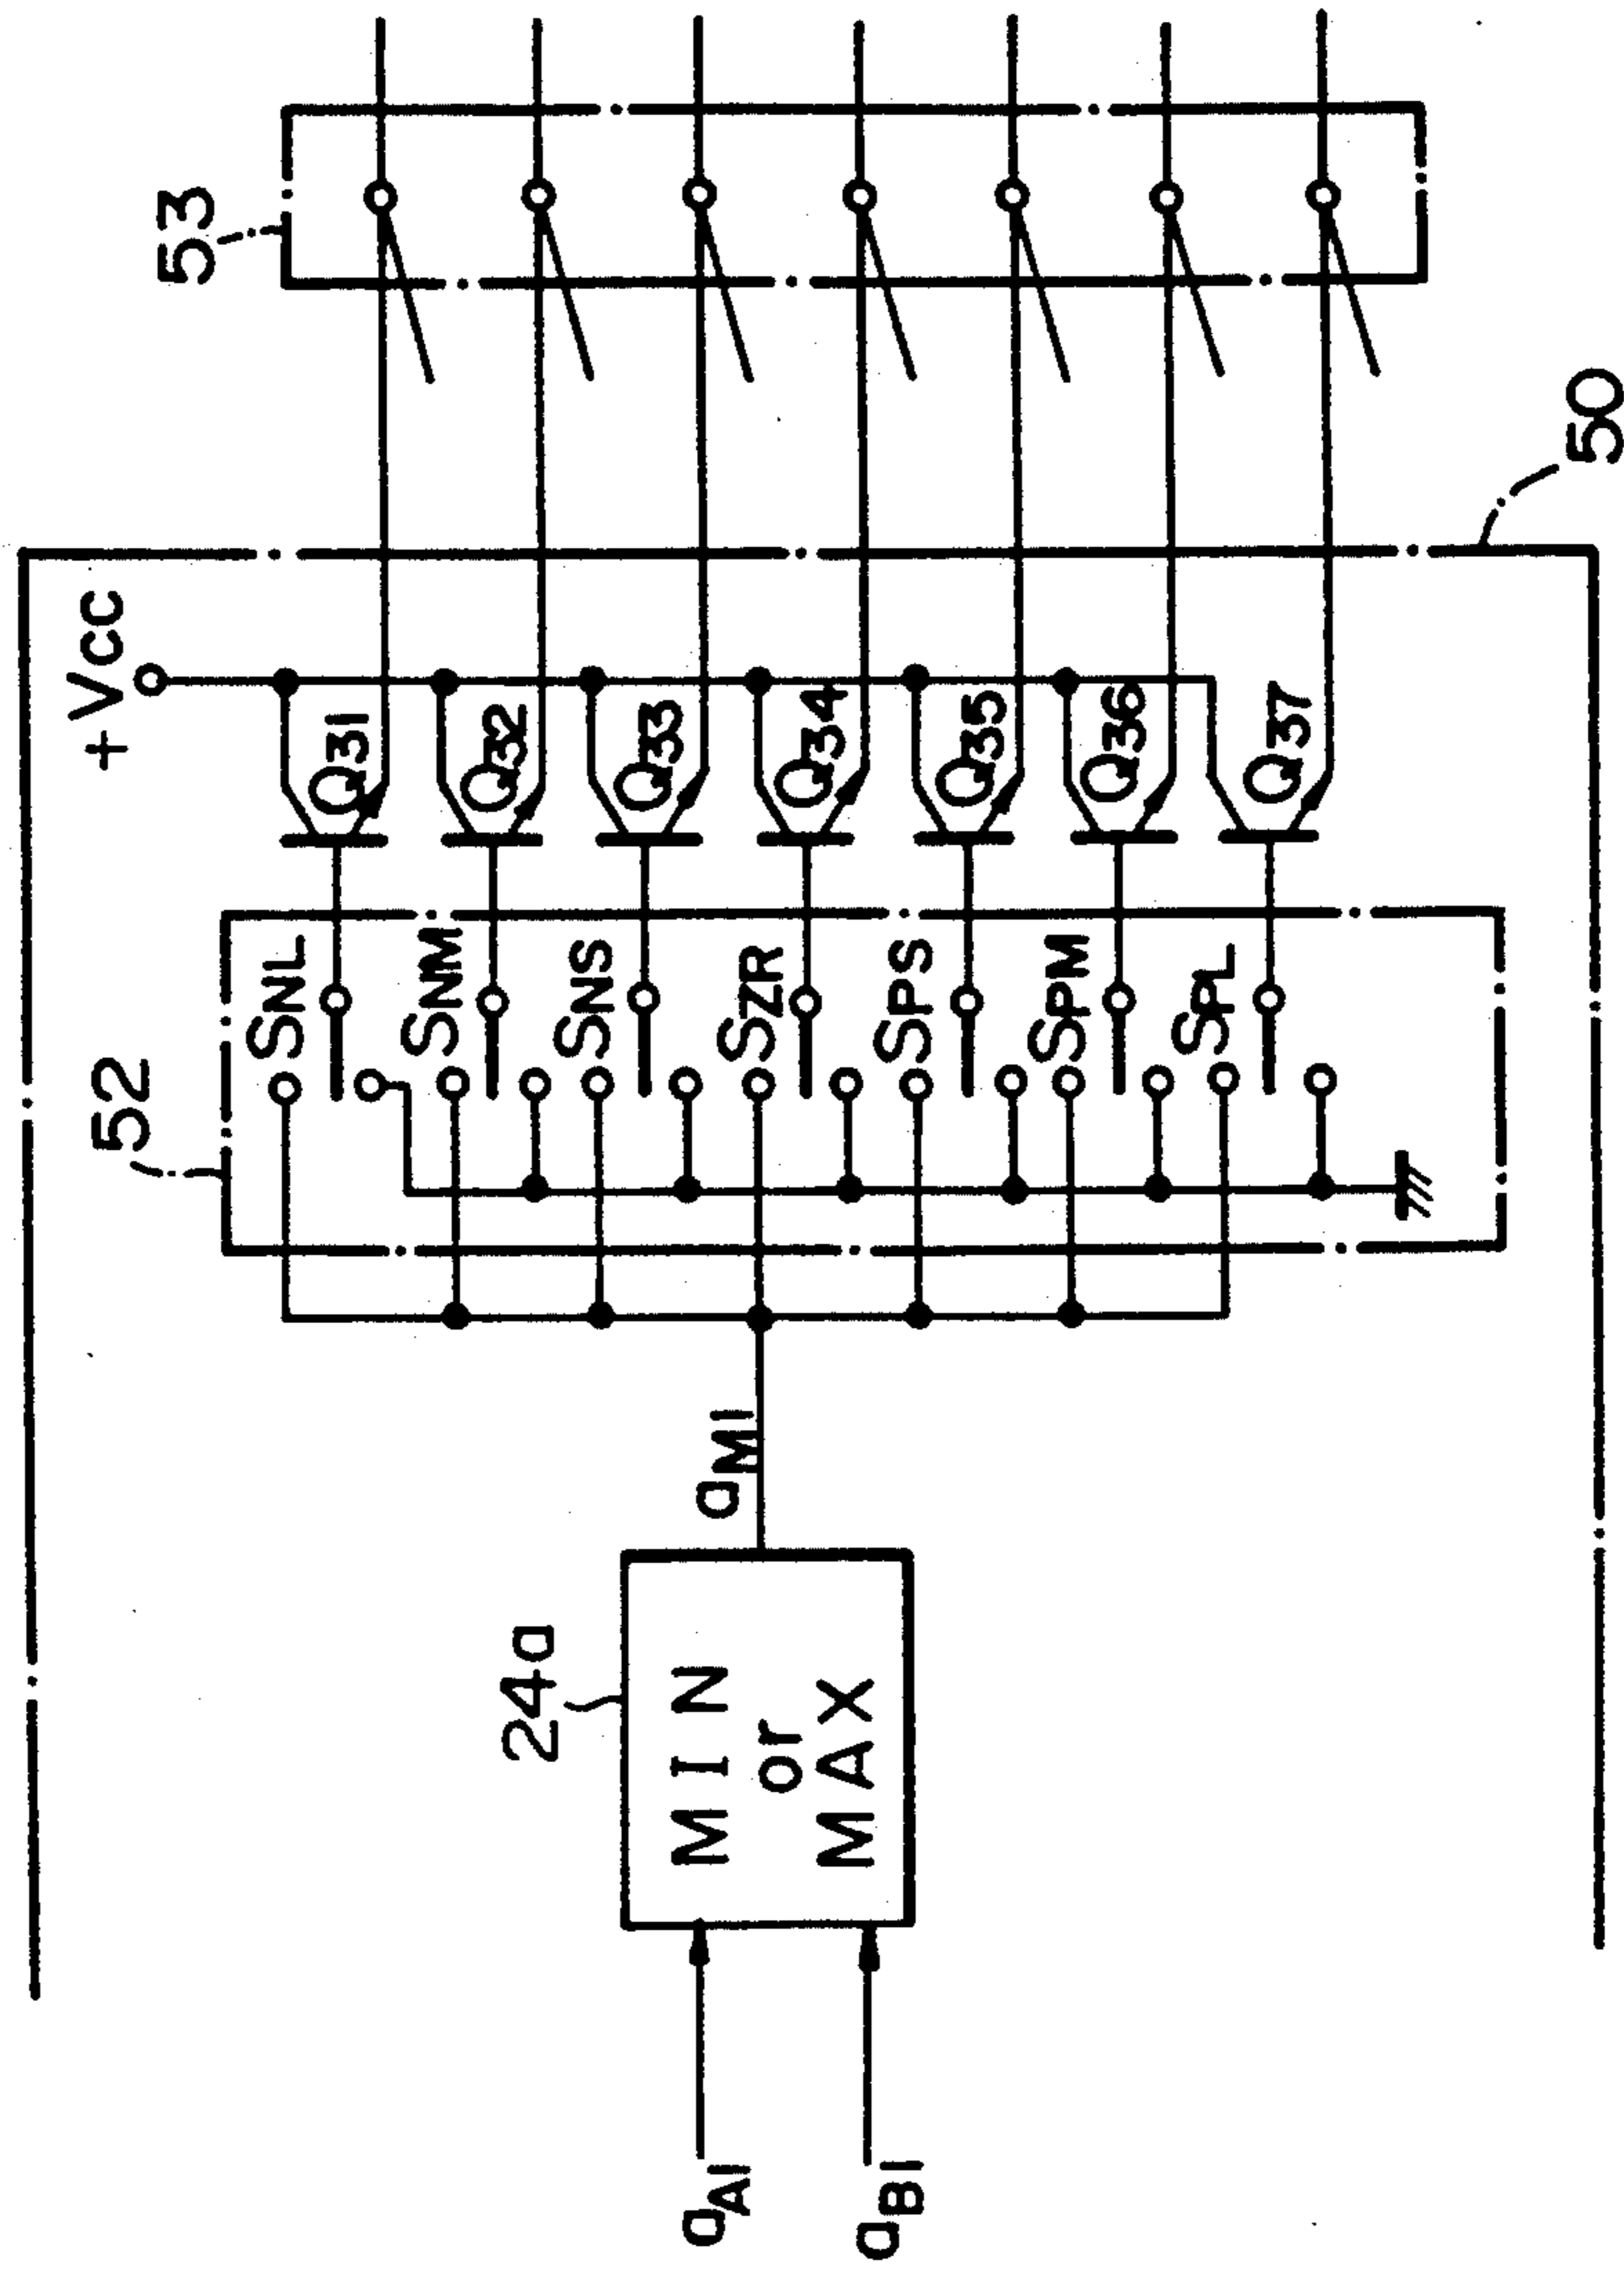 53
50
+ Vcc
Q31
Q32
Q33
Q34
Q35
Q36
Q37
52
SNL
SNM
SNS
SZR
SPS
SPM
SPL
aM1
24a
MIN
or
MAX
aA1
aB1